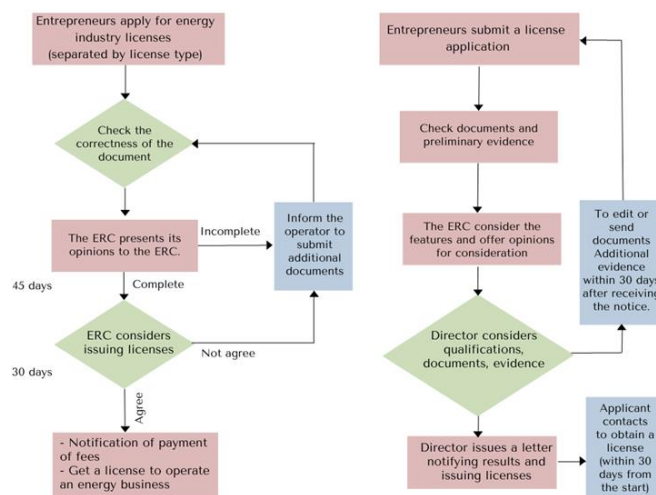 Entrepreneurs apply for energy
industry licenses
(separated by license type)
Check the
correctness of the
document
The ERC presents its
opinions to the ERC.
Incomplete
Inform the
operator to
submit
additional
documents
45 days
Complete
ERC considers
issuing licenses
Not agree
30 days
Agree
- Notification of payment
of fees
- Get a license to operate
an energy business
Entrepreneurs submit a license
application
Check documents and
preliminary evidence
The ERC consider the
features and offer opinions
for consideration
To edit or
send
documents
Additional
evidence
within 30 days
after receiving
the notice.
Director considers
qualifications,
documents, evidence
Director issues a letter
notifying results and
issuing licenses
Applicant
contacts
to obtain a
license
(within 30
days from
the start)